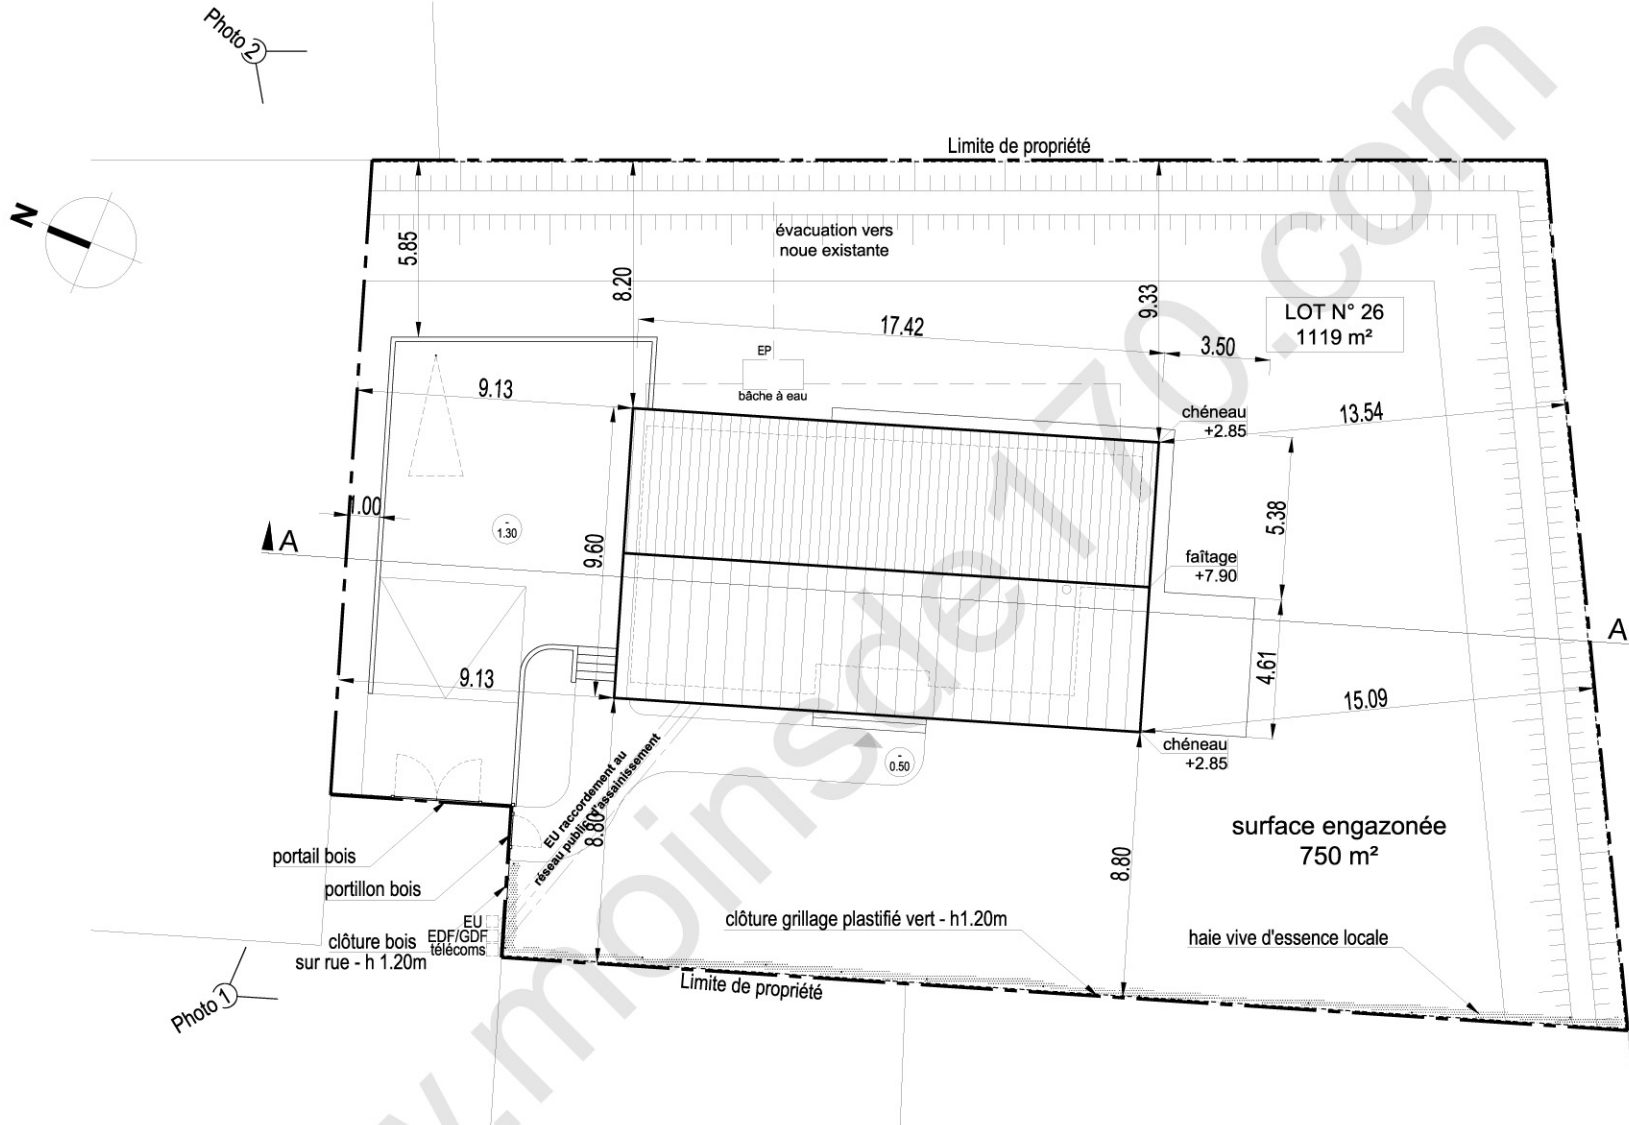 Photo 2
Limite de propriété
N
5.85
8.20
évacuation vers
noue existante
9.33
LOT N° 26
1119 m²
17.42
3.50
EP
bâche à eau
9.13
13.54
chéneau
+2.85
1.00
-
1.30
A
9.60
5.38
faîtage
+7.90
A
9.13
4.61
15.09
chéneau
+2.85
-
0.50
EU raccordement au
réseau public d'assainissement
8.80
8.80
surface engazonée
750 m²
portail bois
portillon bois
EU
EDF/GDF
télécoms
clôture bois
sur rue - h 1.20m
clôture grillage plastifié vert - h1.20m
haie vive d'essence locale
Limite de propriété
Photo 1
.moinsde170.com